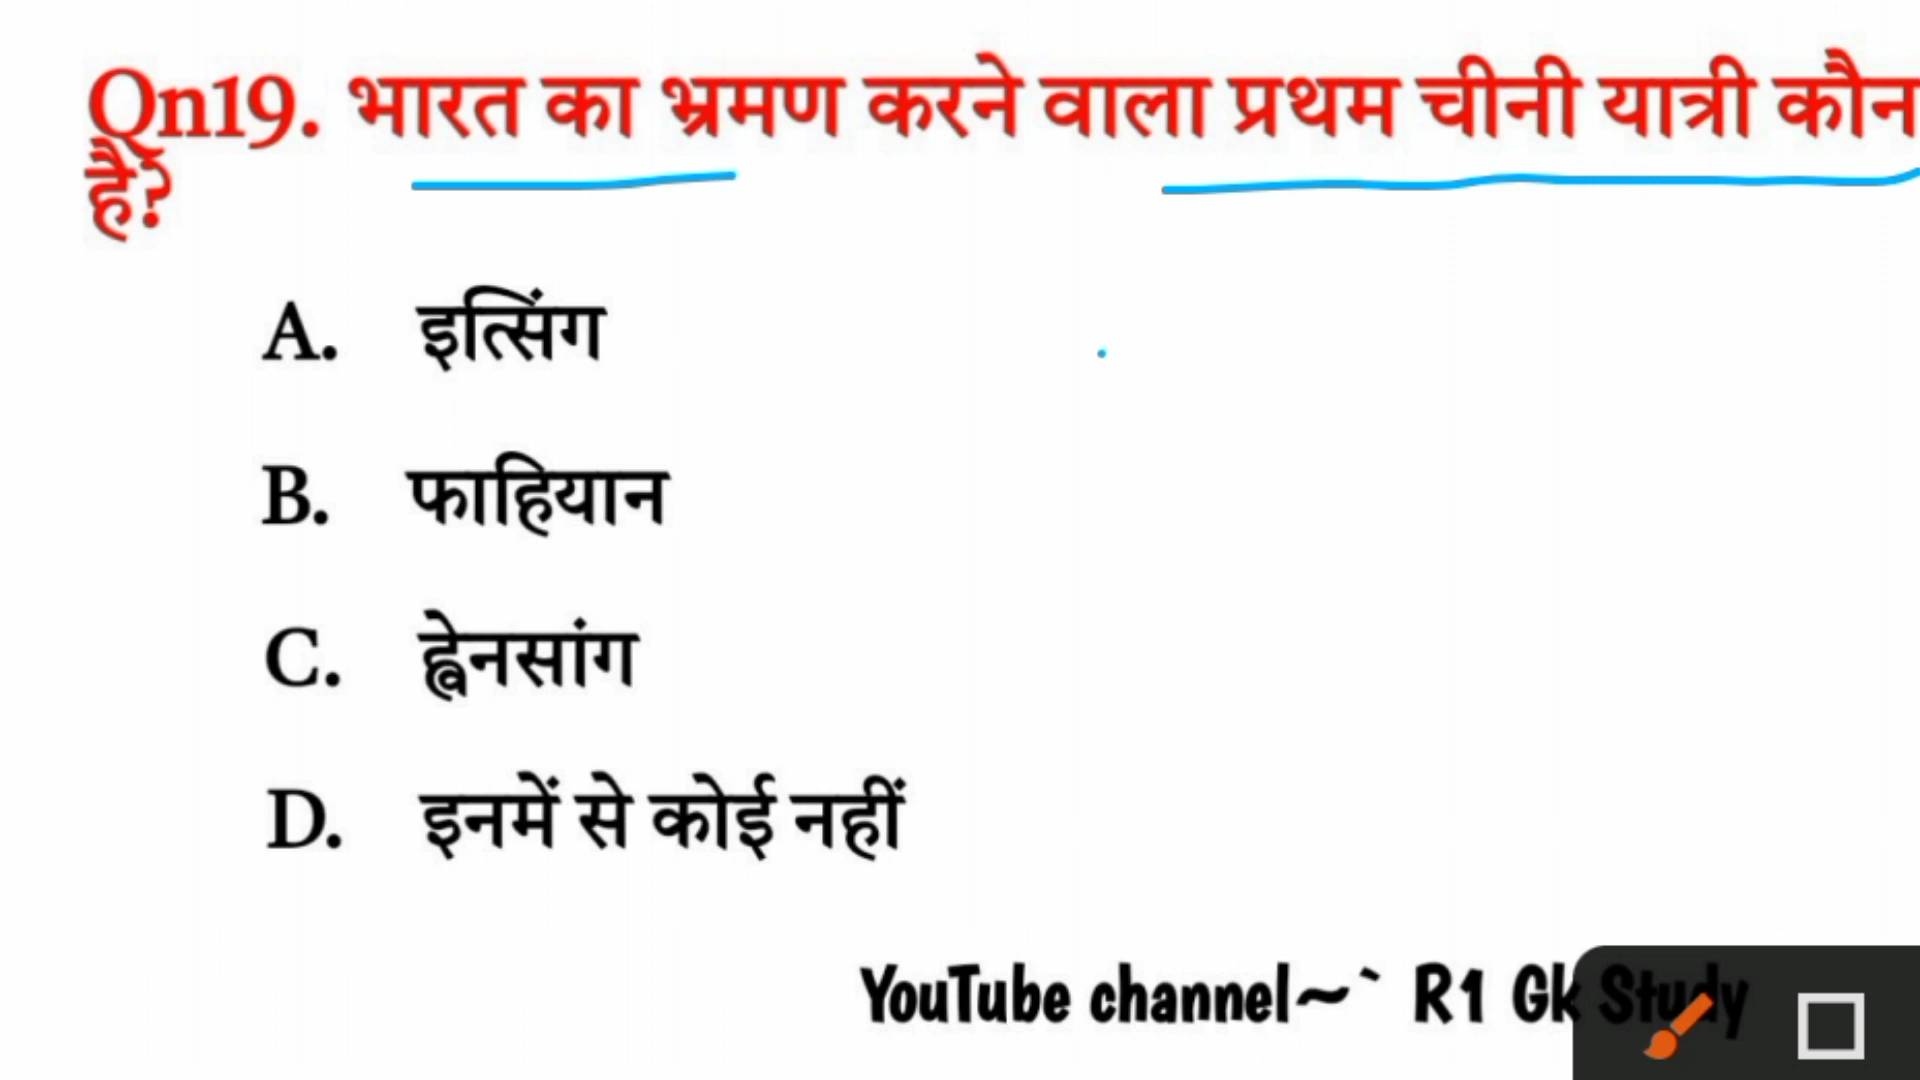 Qn19. भारत का भ्रमण करने वाला प्रथम चीनी यात्री कौन
है?
A. इत्सिंग
B. फाहियान
C. ह्वेनसांग
D. इनमें से कोई नहीं
YouTube channel~` R1 Gk Study